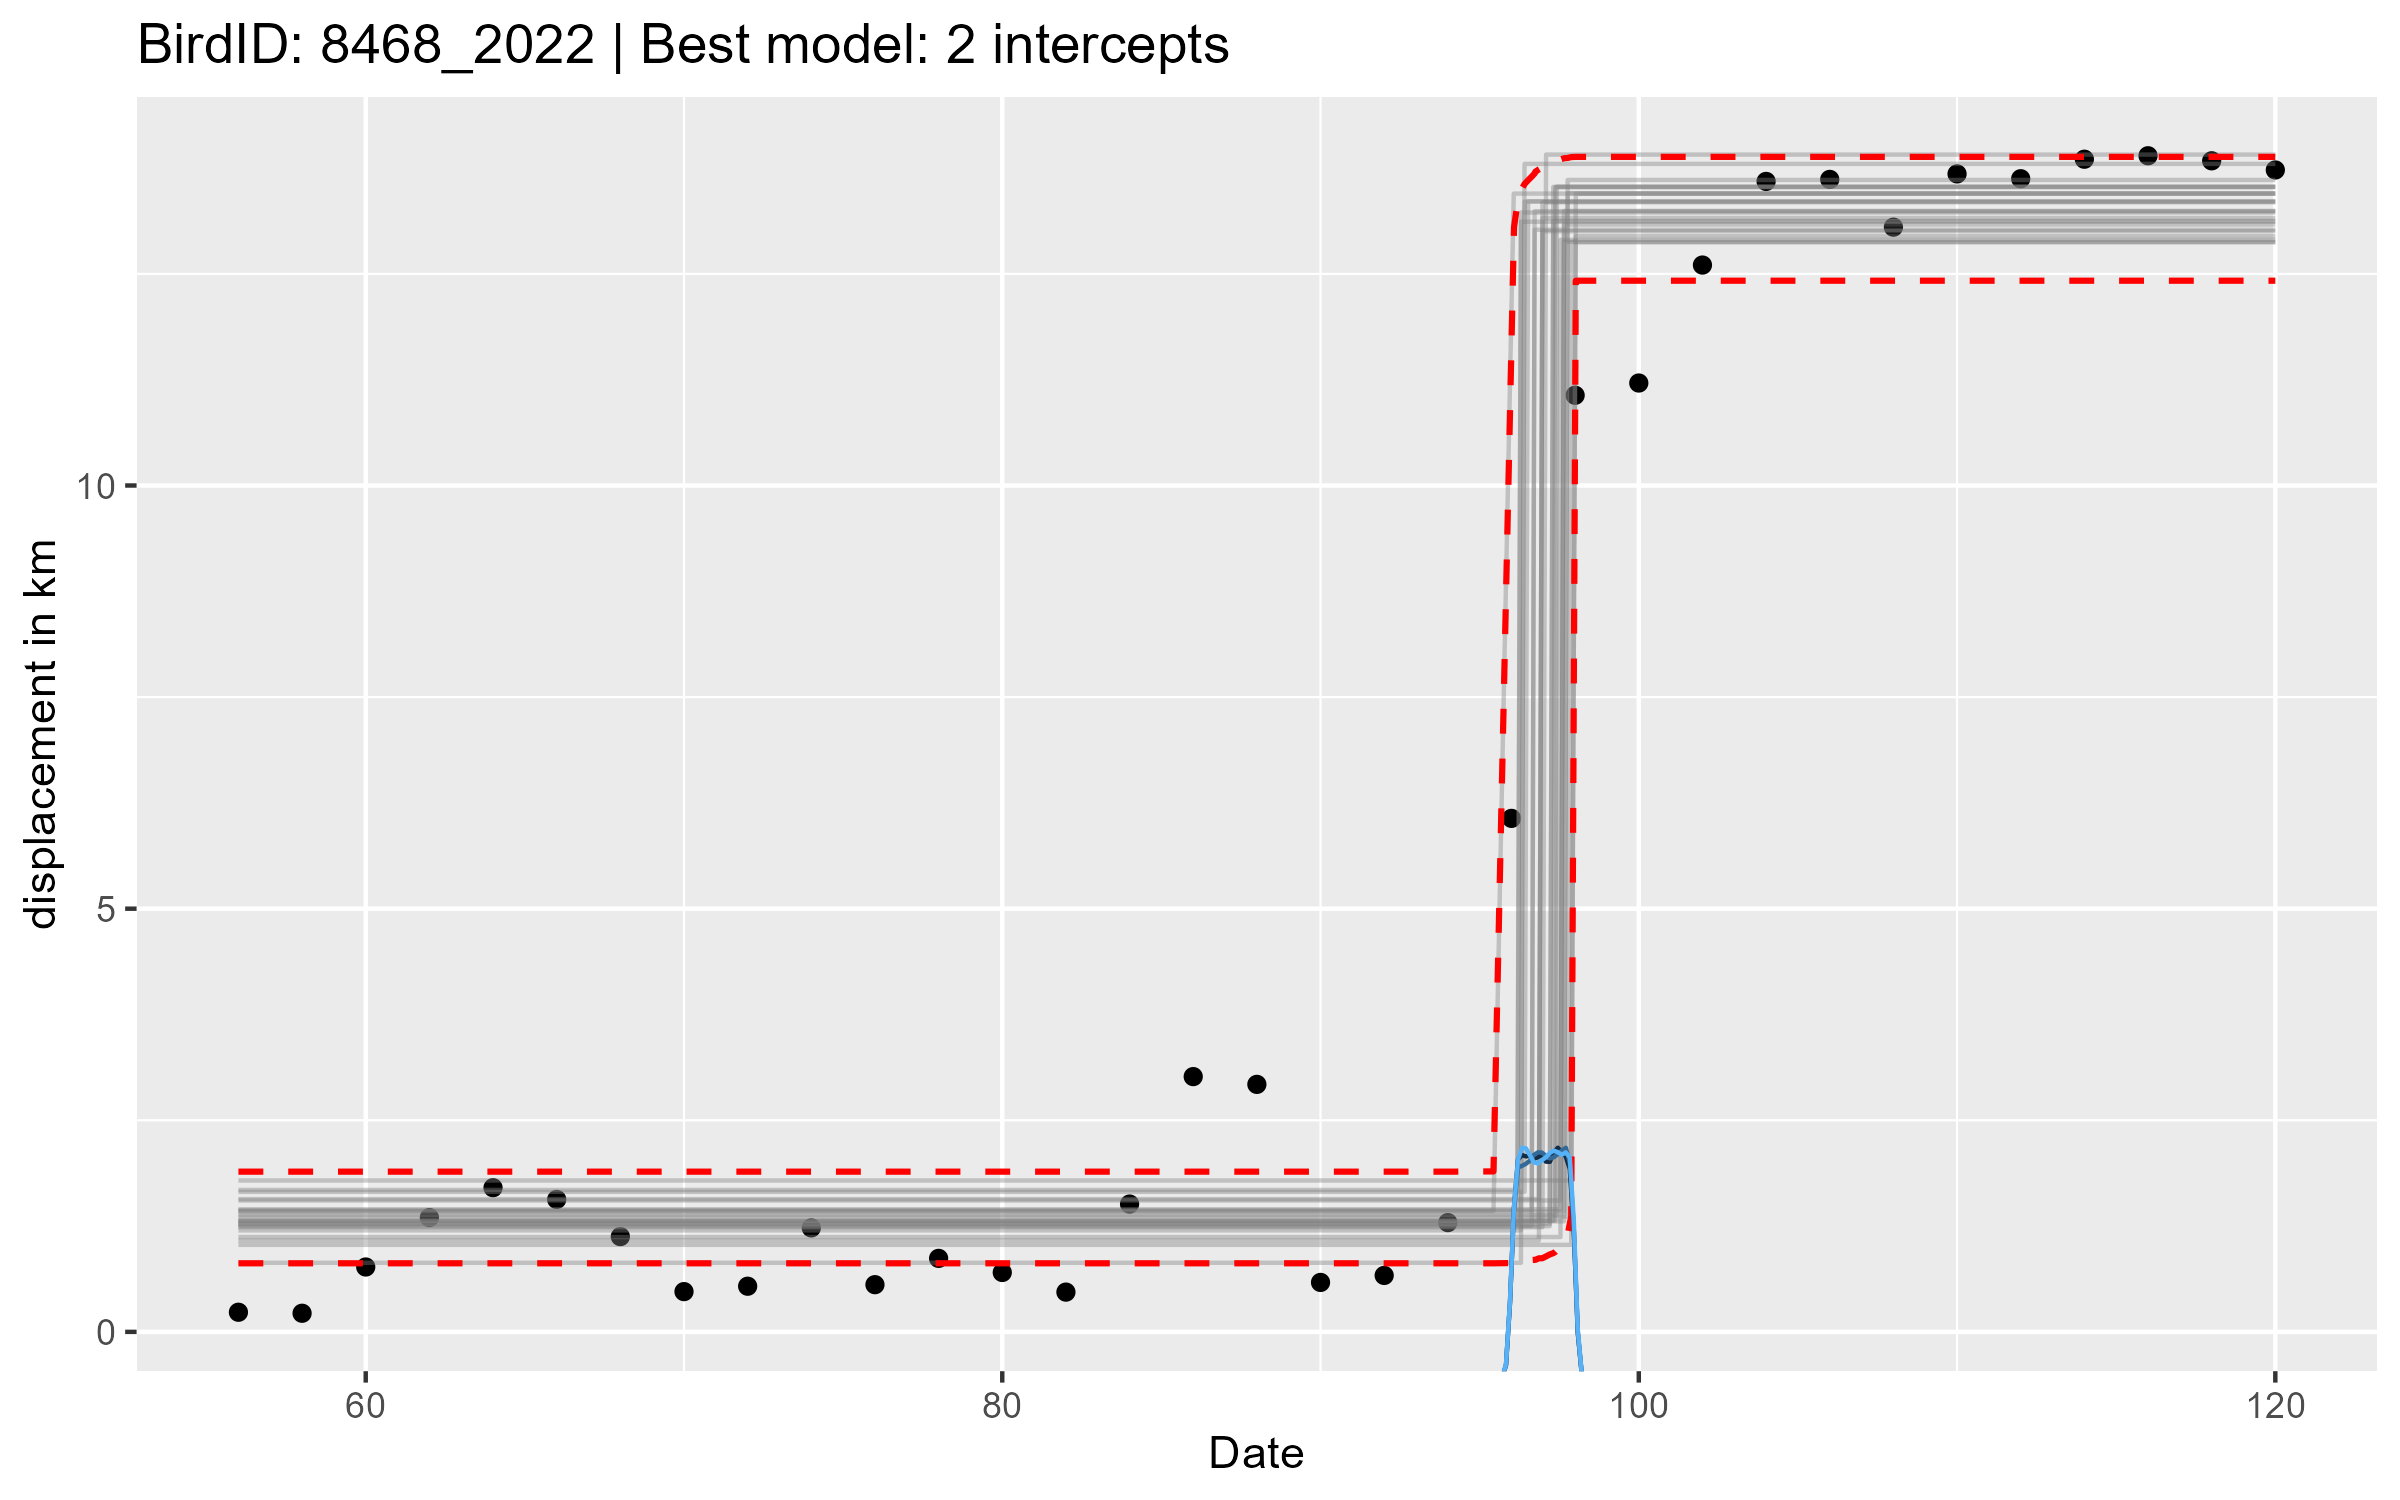 BirdID: 8468_2022 | Best model: 2 intercepts
displacement in km
10
5
0
60 80 100 120
Date